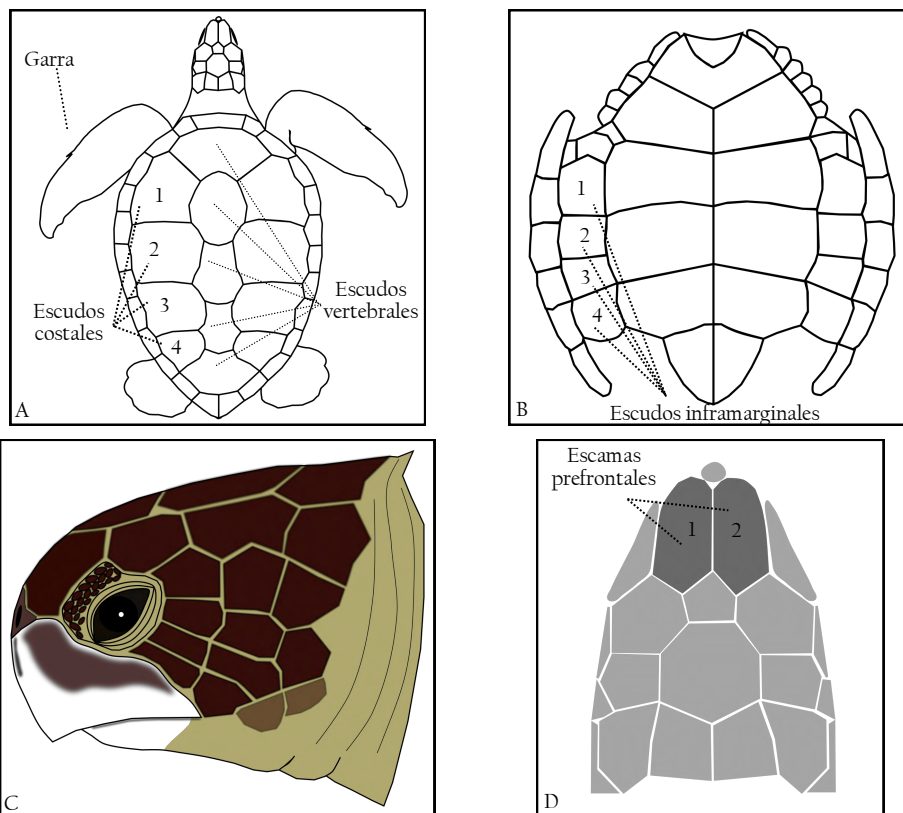 Garra
1
2
3
4
Escudos
costales
Escudos
vertebrales
A
1
2
3
4
B
Escudos inframarginales
C
Escamas
prefrontales
1 2
D